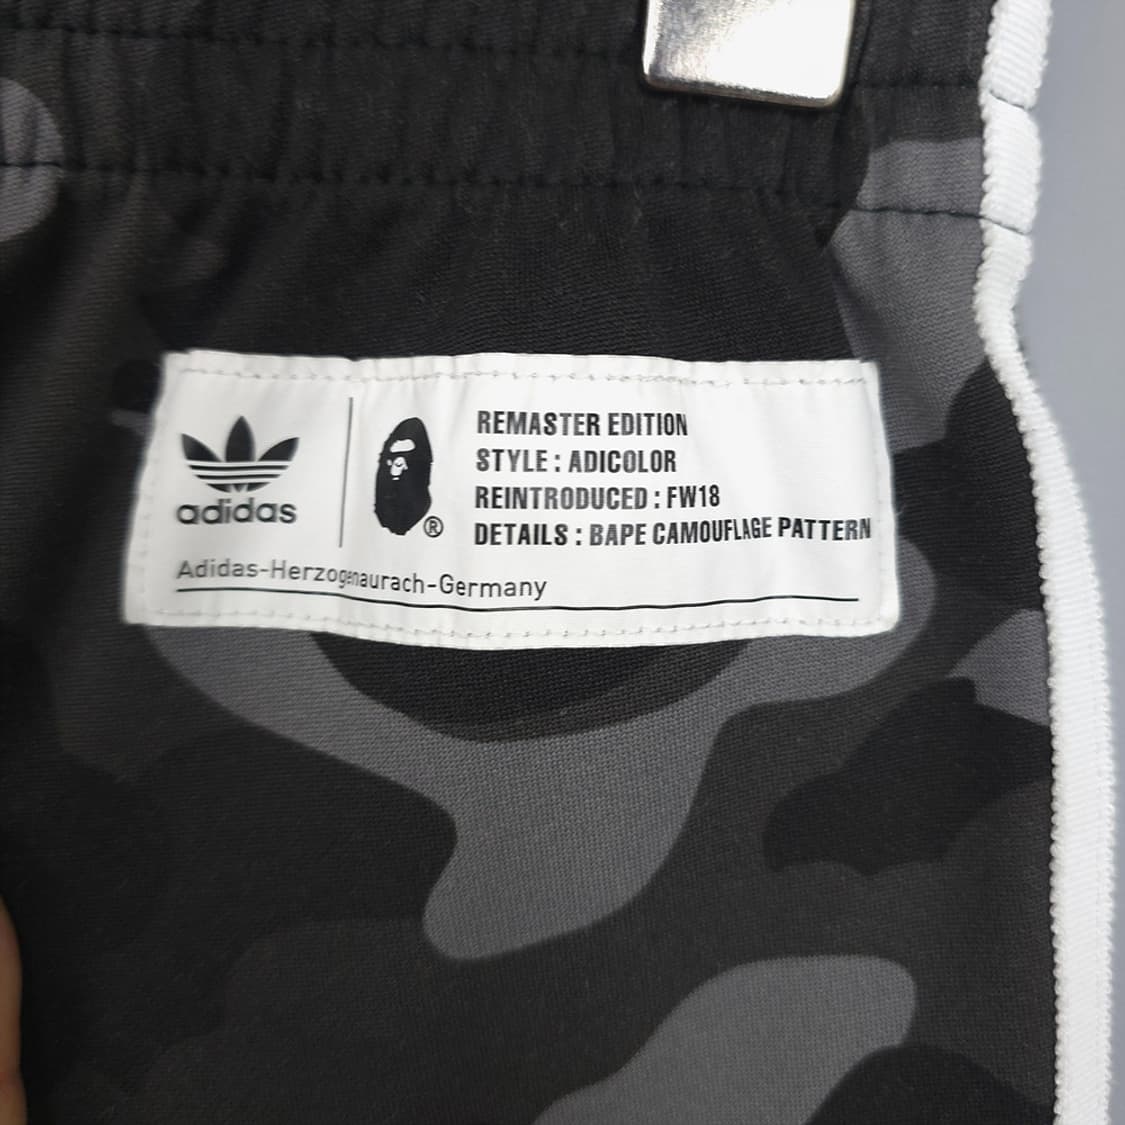 adidas
®
REMASTER EDITION
STYLE : ADICOLOR
REINTRODUCED : FW18
DETAILS : BAPE CAMOUFLAGE PATTERN
Adidas-Herzogenaurach-Germany